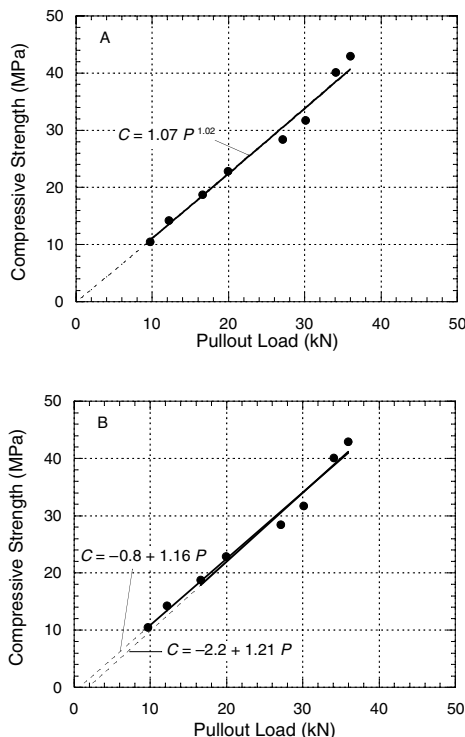 A
Compressive Strength (MPa)
50
40
30
20
10
0
C = 1.07 P^1.02
0 10 20 30 40 50
Pullout Load (kN)
B
Compressive Strength (MPa)
50
40
30
20
10
0
C = −0.8 + 1.16 P
C = −2.2 + 1.21 P
0 10 20 30 40 50
Pullout Load (kN)